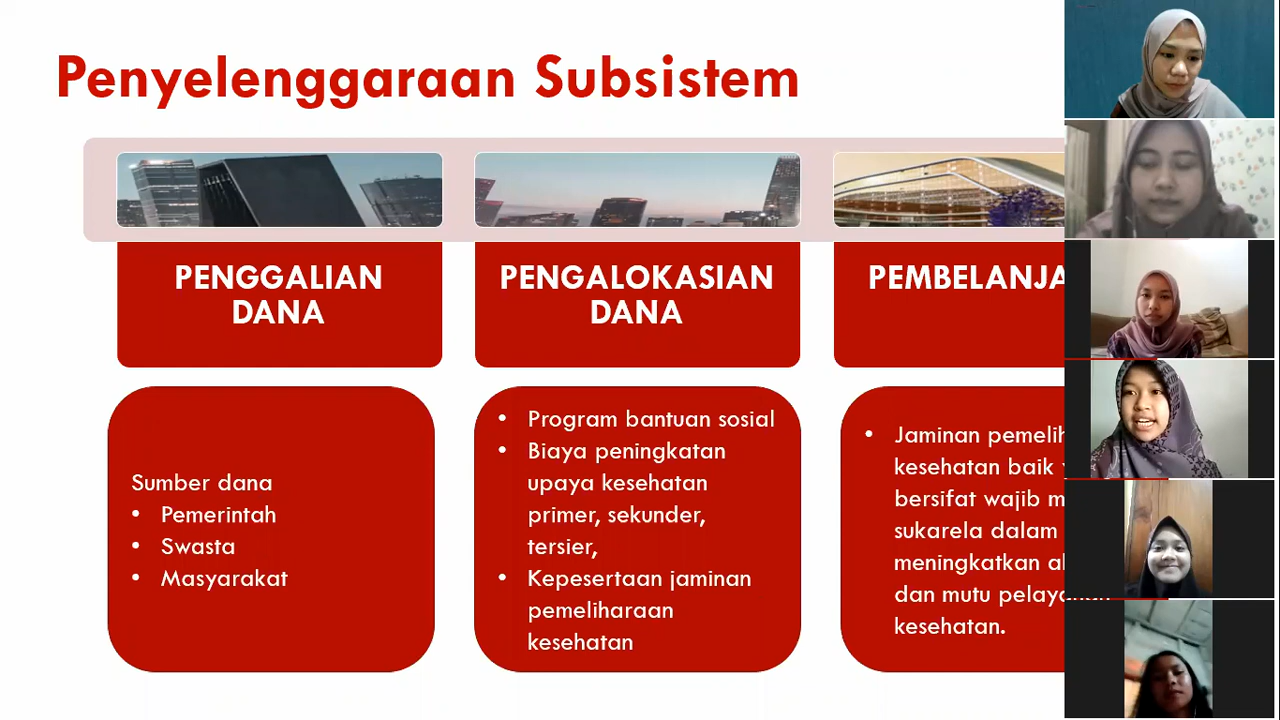 Penyelenggaraan Subsistem
PENGGALIAN
DANA
Sumber dana
• Pemerintah
• Swasta
• Masyarakat
PENGALOKASIAN
DANA
• Program bantuan sosial
• Biaya peningkatan
upaya kesehatan
primer, sekunder,
tersier,
• Kepesertaan jaminan
pemeliharaan
kesehatan
PEMBELANJA
• Jaminan
kesehatan baik
bersifat wajib
sukarela dalam
meningkatkan
dan mutu
kesehatan.